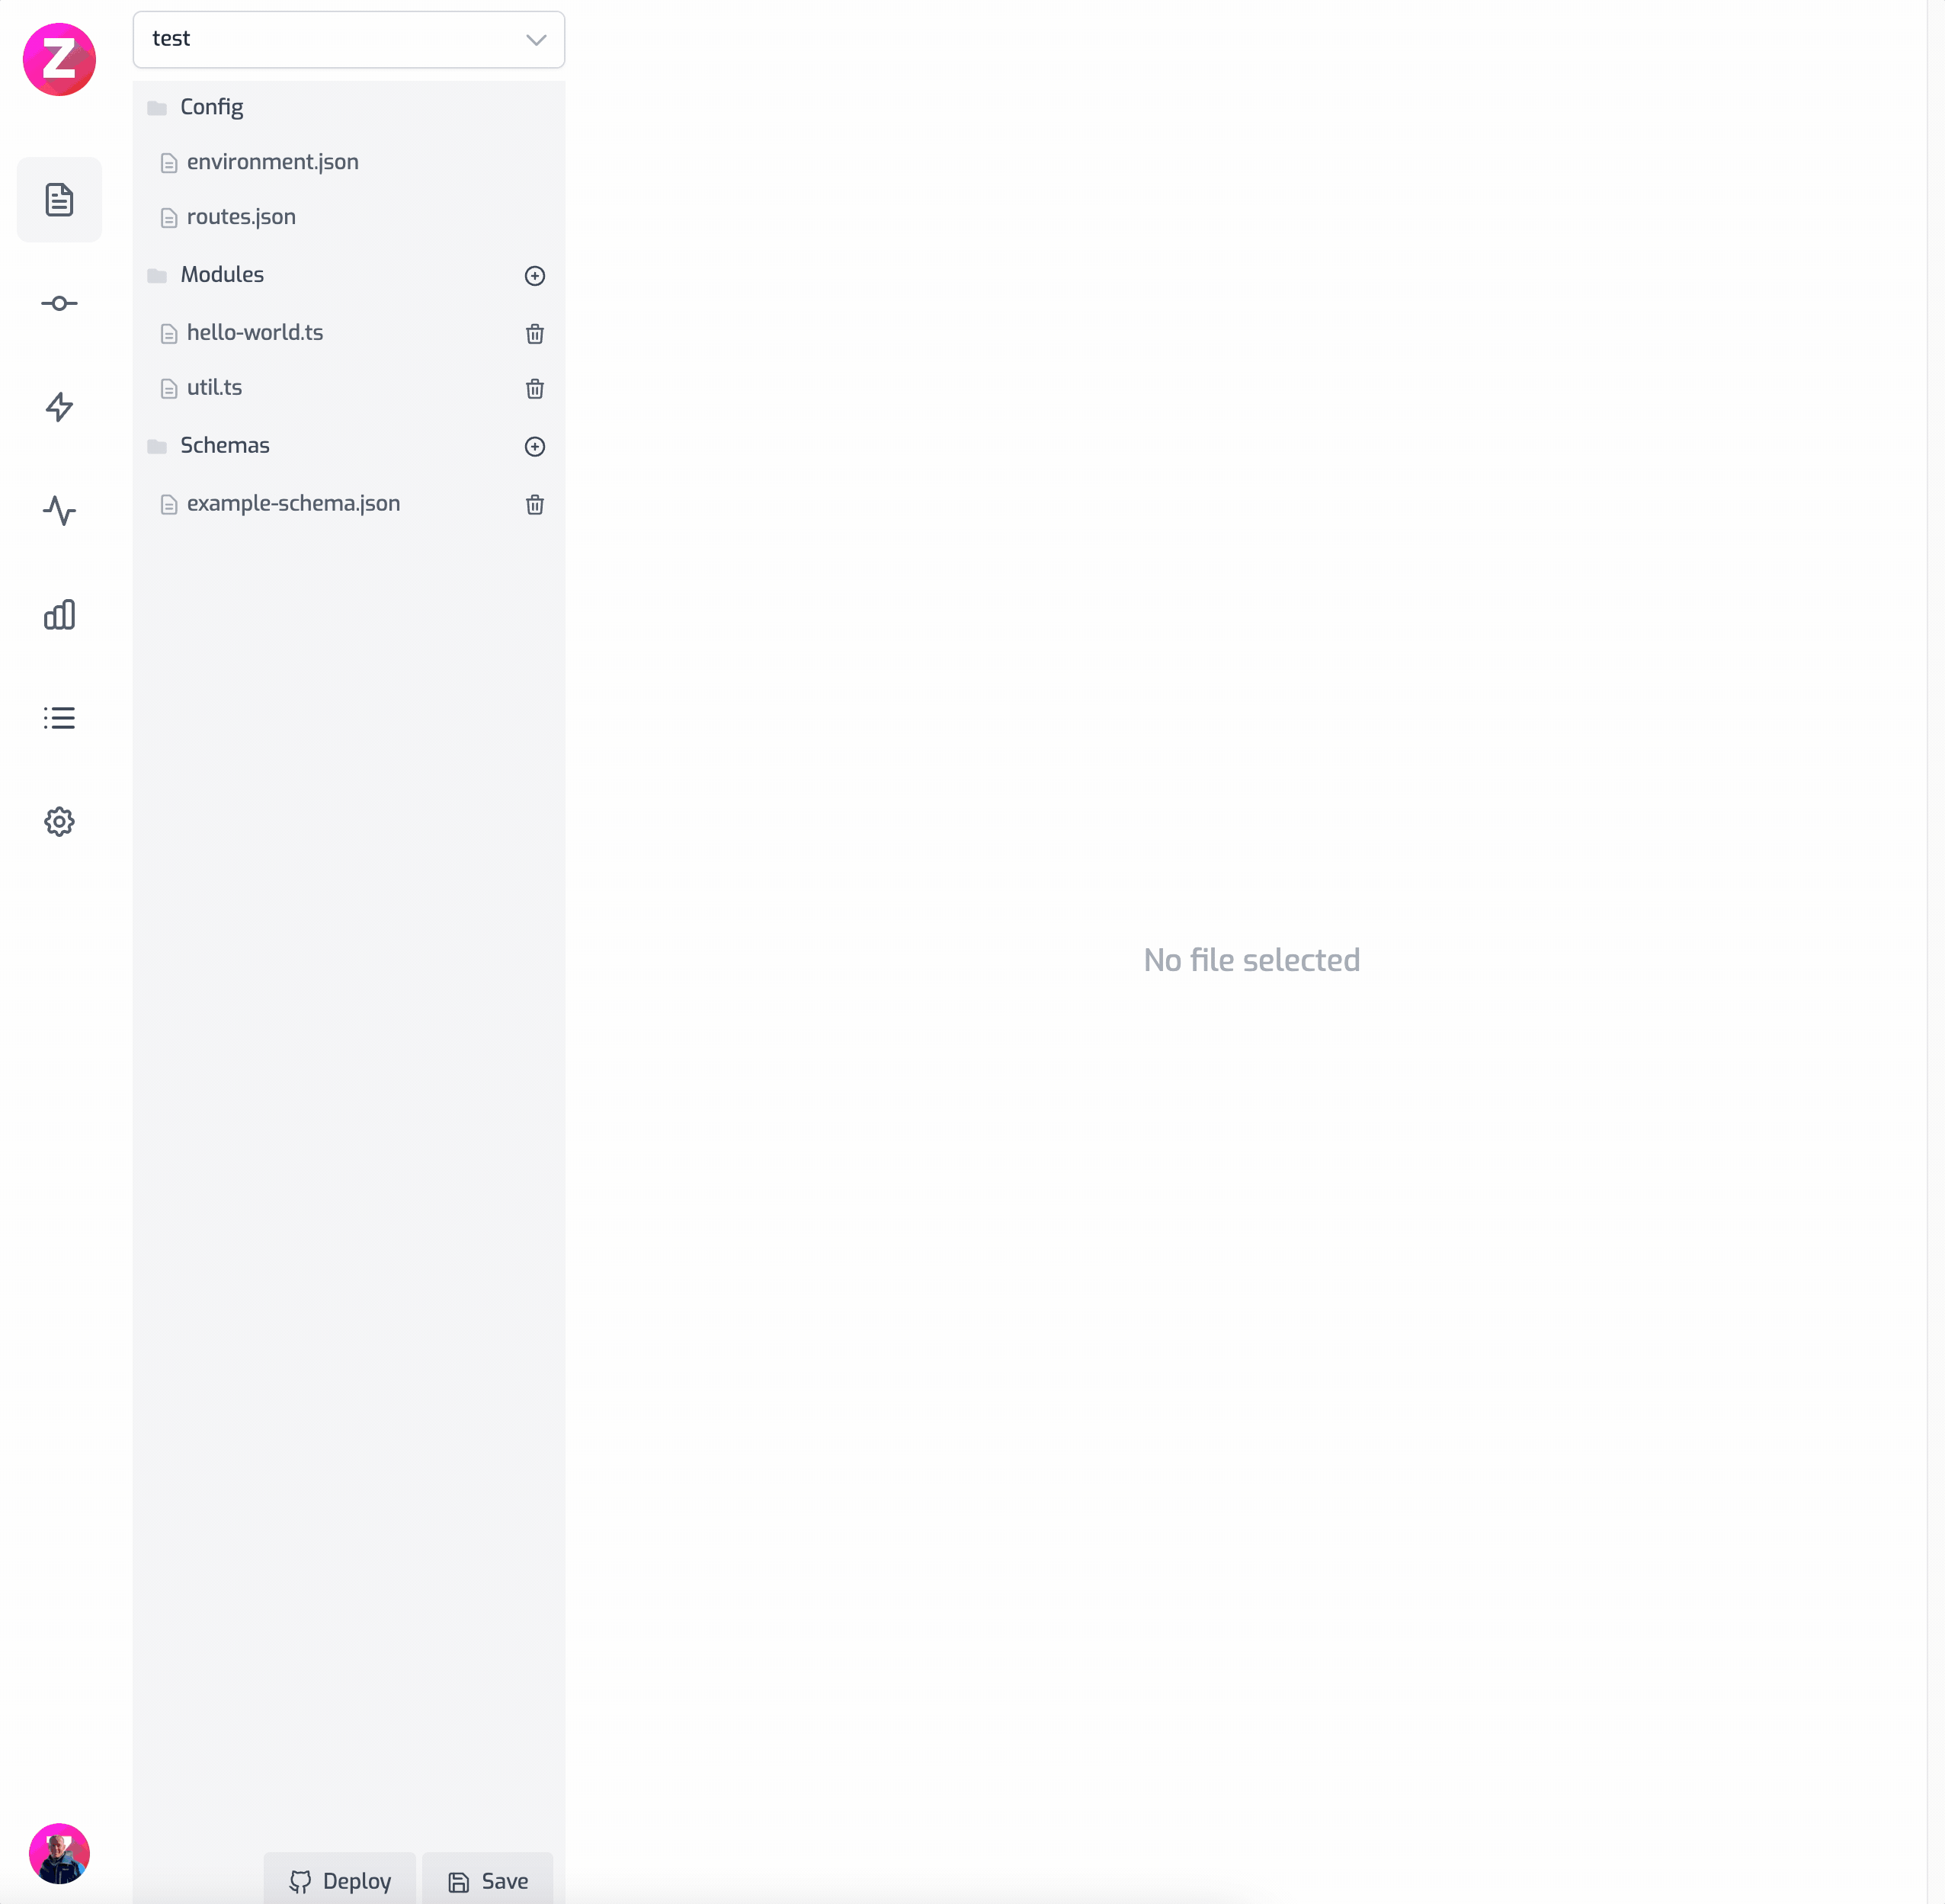 Z
test
Config
environment.json
routes.json
Modules
hello-world.ts
util.ts
Schemas
example-schema.json
No file selected
Deploy
Save